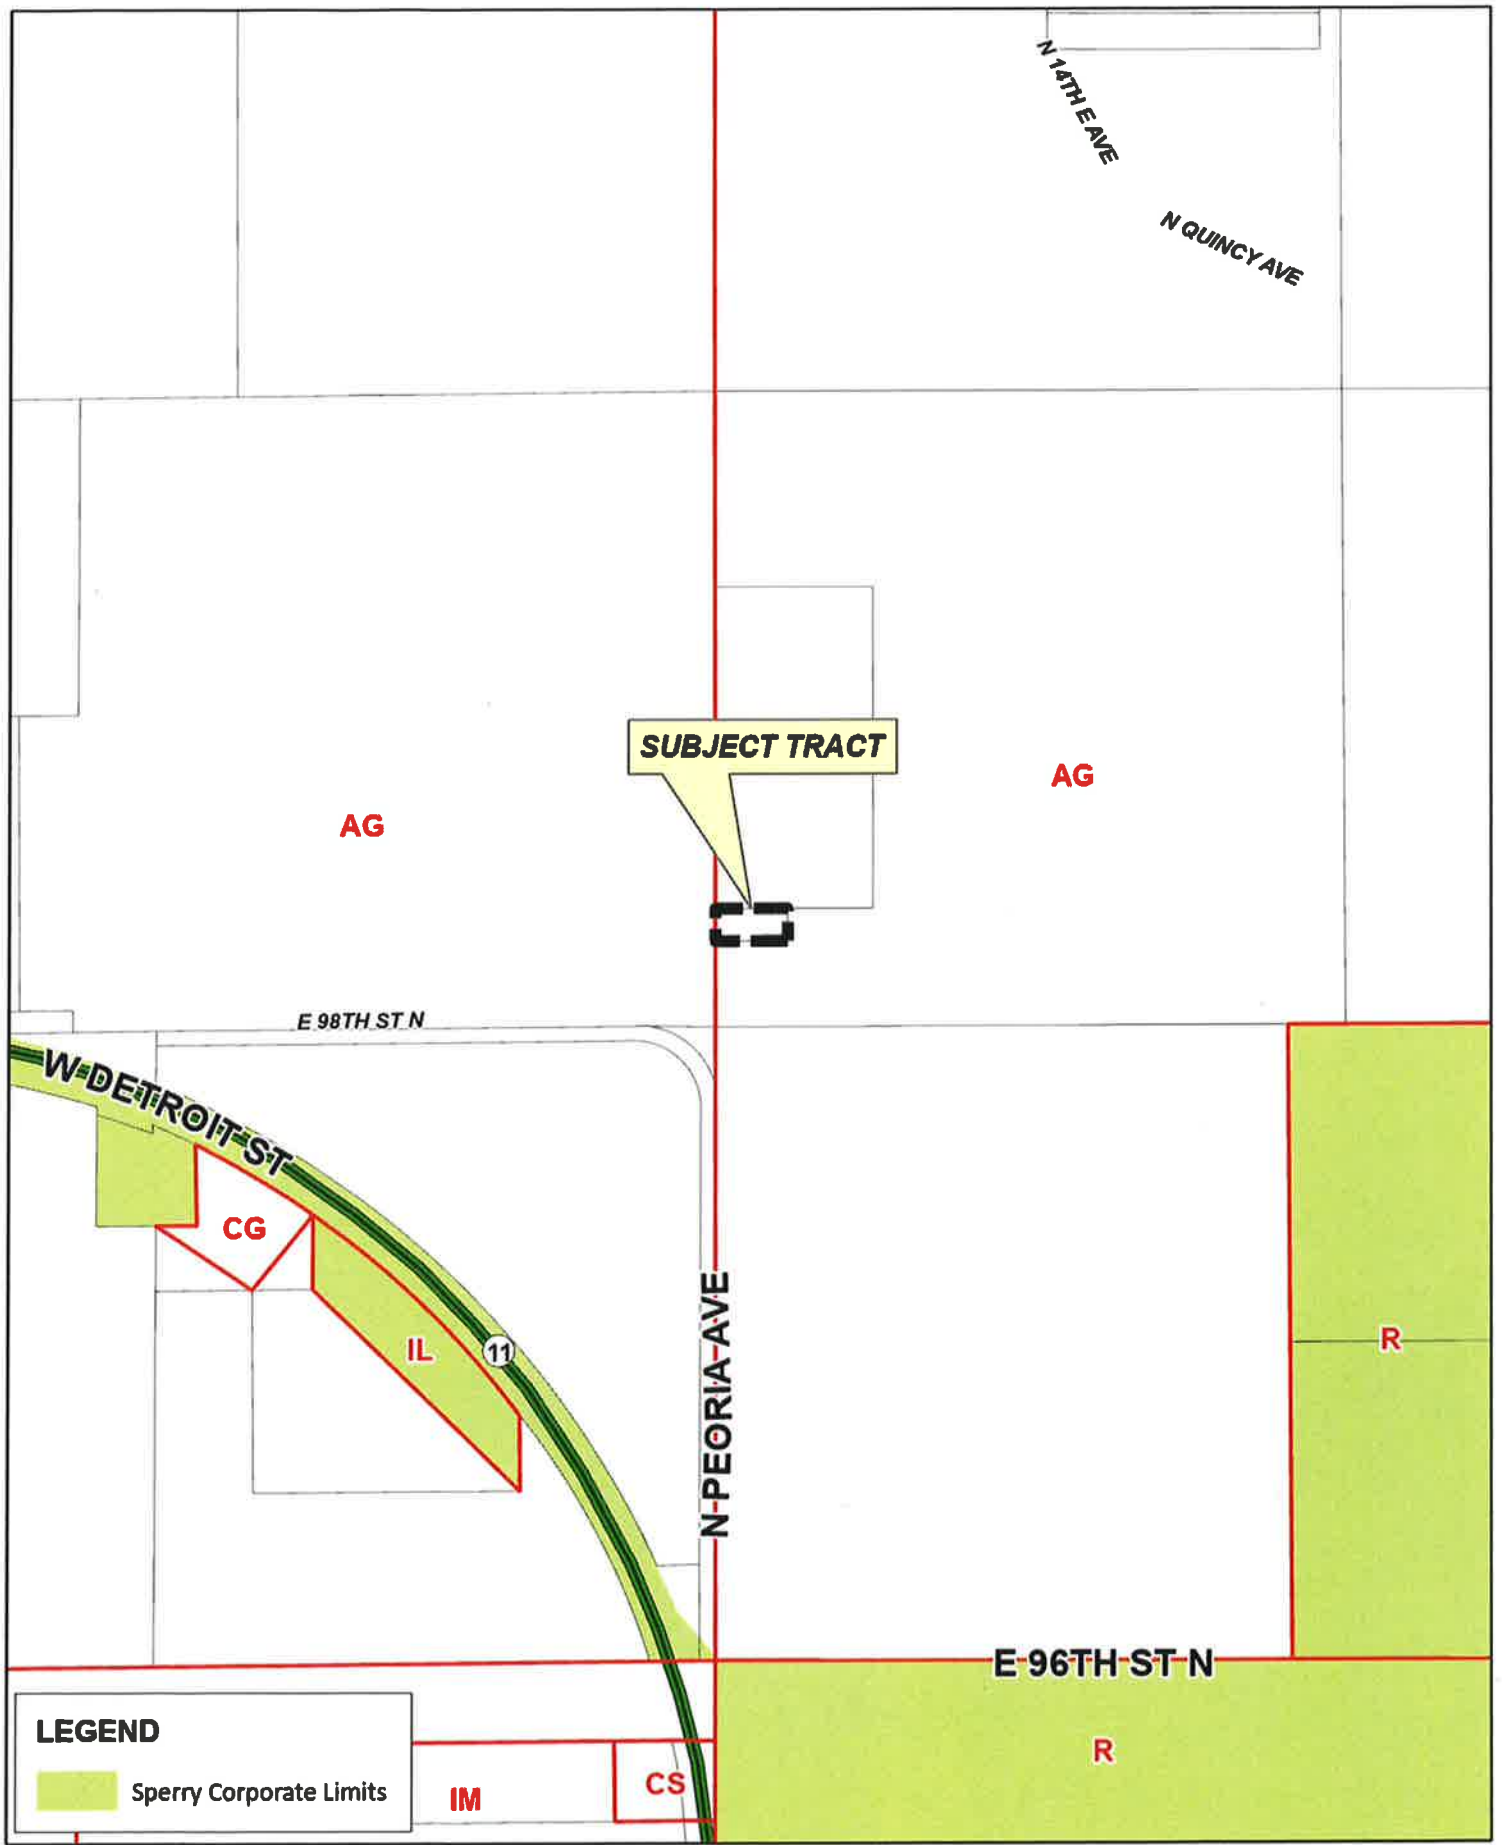 N 14TH E AVE
N QUINCY AVE
SUBJECT TRACT
AG
AG
E 98TH ST N
W DETROIT ST
CG
IL
11
N PEORIA AVE
R
E 96TH ST N
R
LEGEND
Sperry Corporate Limits
IM
CS